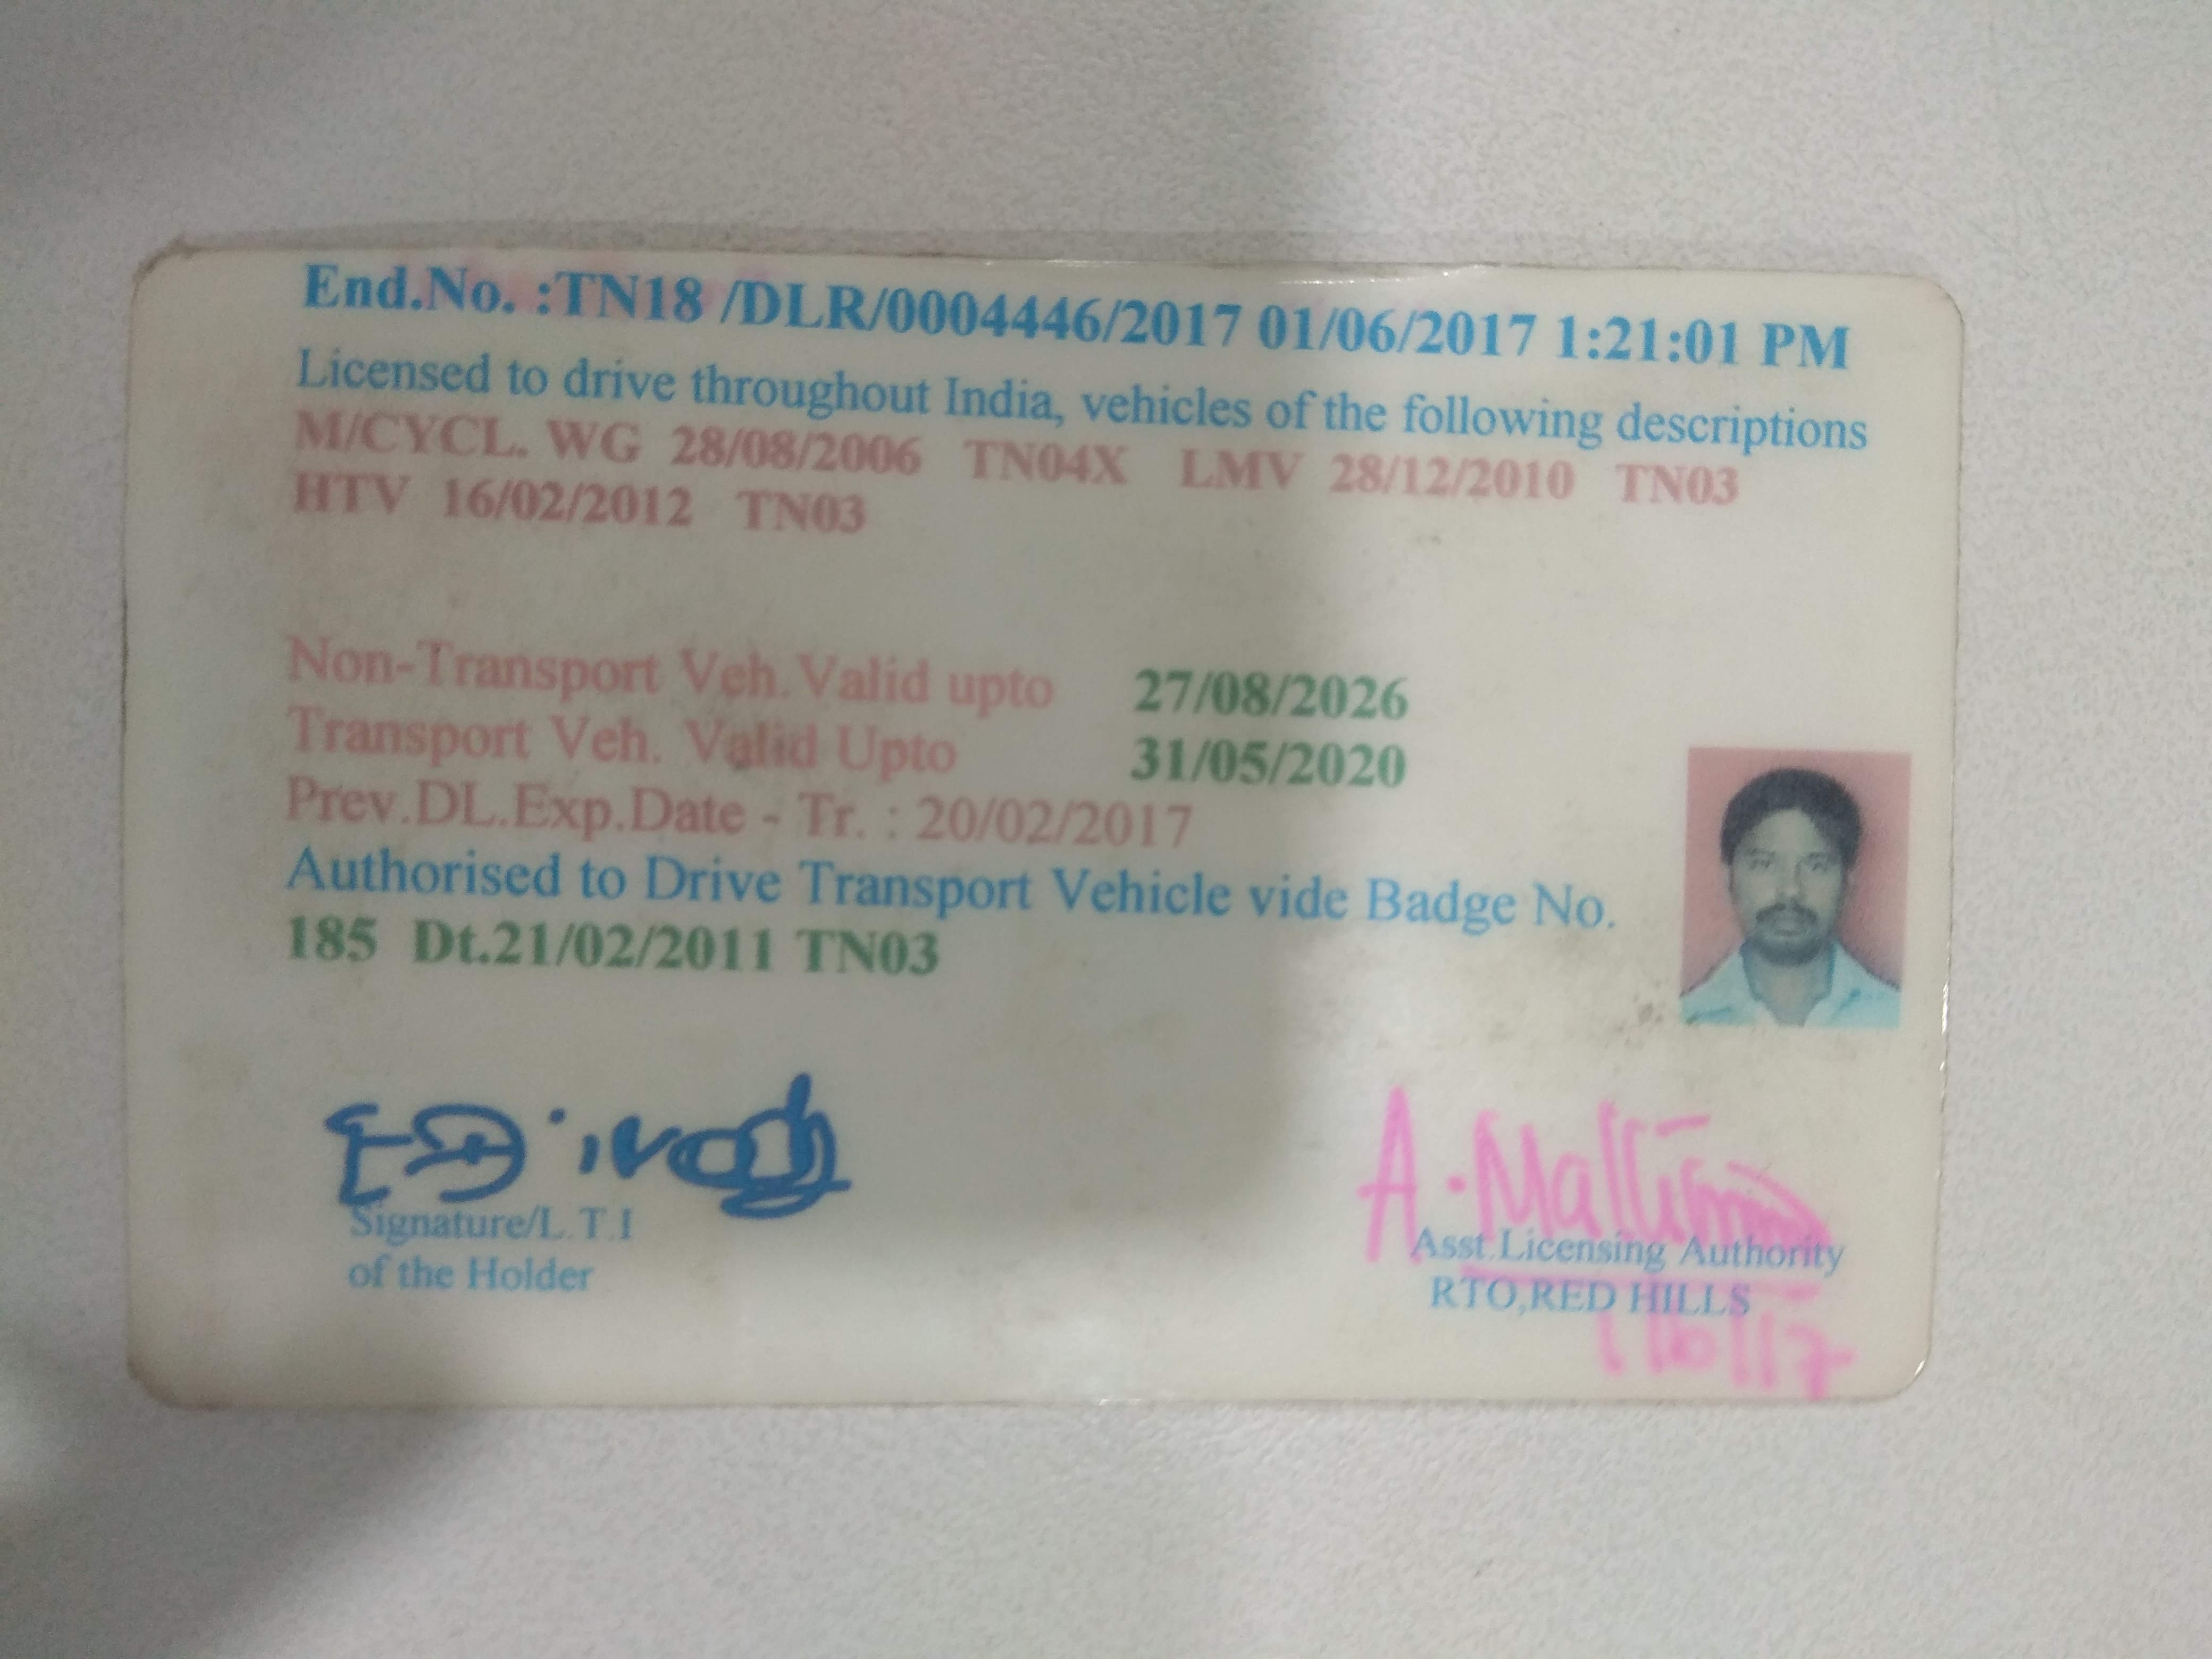 End.No. :TN18 /DLR/0004446/2017 01/06/2017 1:21:01 PM
Licensed to drive throughout India, vehicles of the following descriptions
M/CYCL. WG 28/08/2006 TN04X LMV 28/12/2010 TN03
HTV 16/02/2012 TN03
Non-Transport Veh.Valid upto 27/08/2026
Transport Veh. Valid Upto 31/05/2020
Prev.DL.Exp.Date - Tr. : 20/02/2017
Authorised to Drive Transport Vehicle vide Badge No.
185 Dt.21/02/2011 TN03
Signature/L.T.I
of the Holder
A.
Asst.Licensing Authority
RTO,RED HILLS